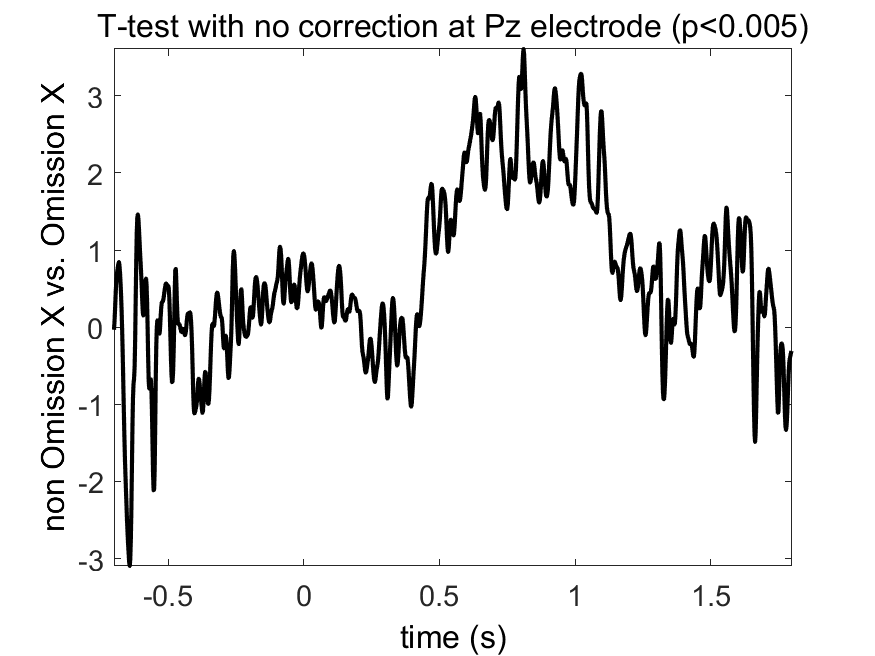 T-test with no correction at Pz electrode (p<0.005)
non Omission X vs. Omission X
3
2
1
0
-1
-2
-3
-0.5 0 0.5 1 1.5
time (s)